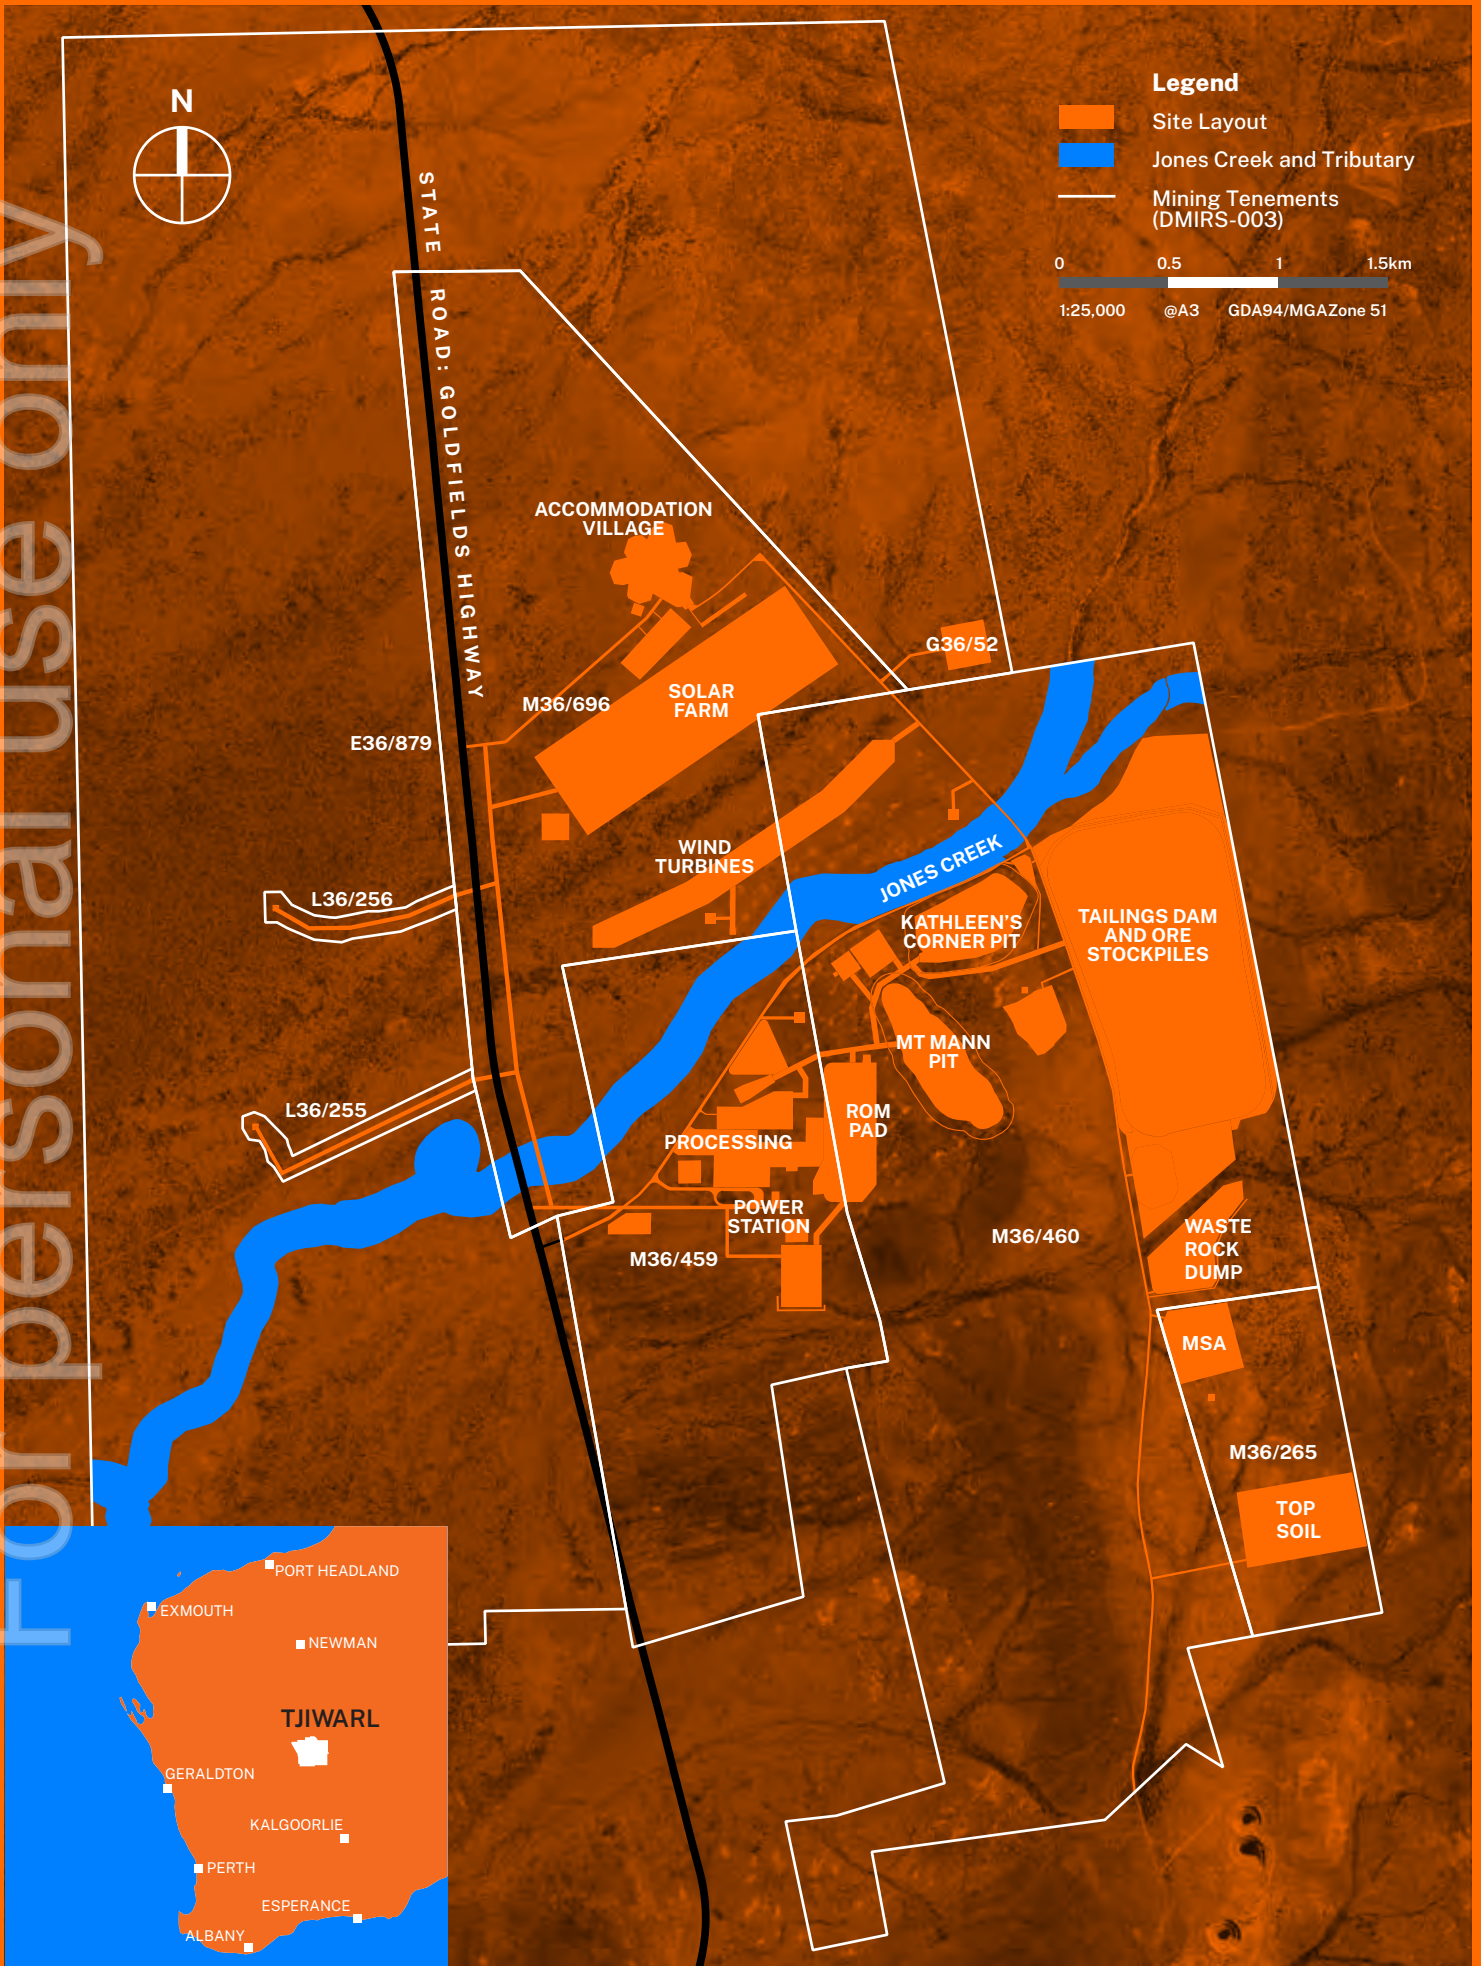 For personal use only
N
Legend
Site Layout
Jones Creek and Tributary
Mining Tenements
(DMIRS-003)
0 0.5 1 1.5km
1:25,000 @A3 GDA94/MGAZone 51
STATE ROAD: GOLDFIELDS HIGHWAY
ACCOMMODATION
VILLAGE
G36/52
M36/696
SOLAR
FARM
E36/879
WIND
TURBINES
JONES CREEK
L36/256
KATHLEEN'S
CORNER PIT
TAILINGS DAM
AND ORE
STOCKPILES
MT MANN
PIT
L36/255
ROM
PAD
PROCESSING
POWER
STATION
M36/459
M36/460
WASTE
ROCK
DUMP
MSA
M36/265
TOP
SOIL
PORT HEADLAND
EXMOUTH
NEWMAN
TJIWARL
GERALDTON
KALGOORLIE
PERTH
ESPERANCE
ALBANY